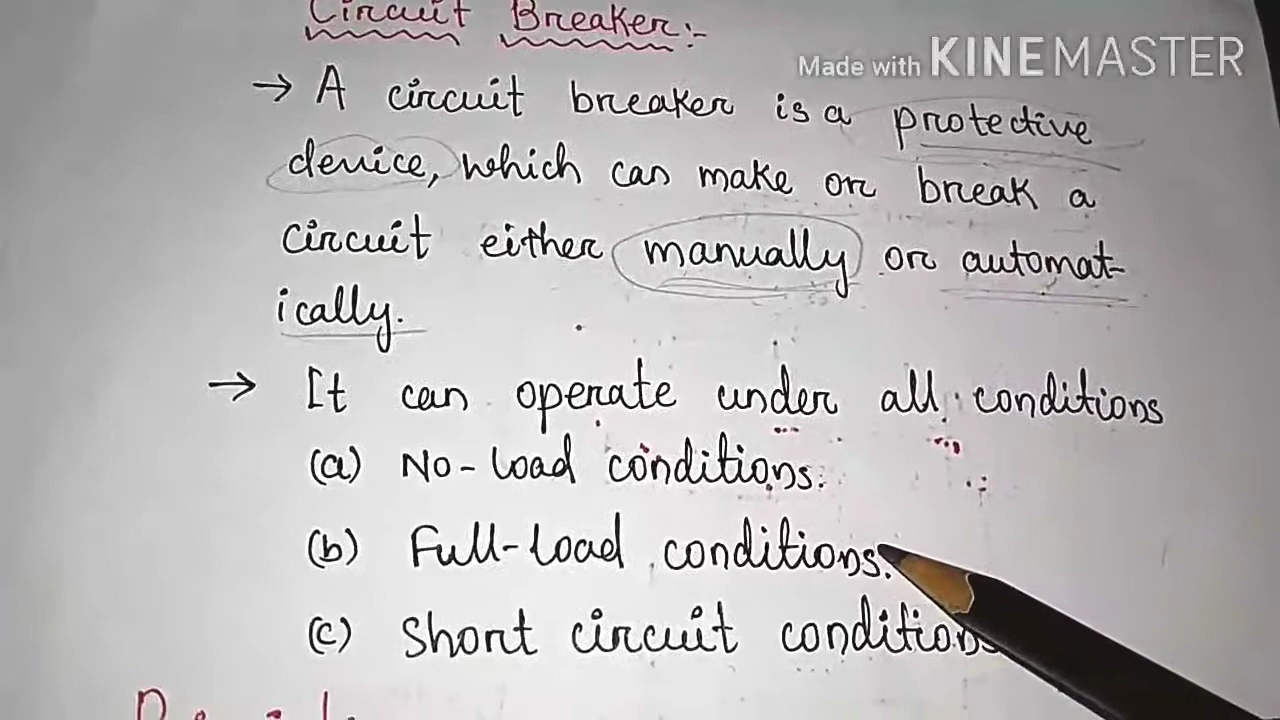 Circuit Breaker:-
Made with KINEMASTER
→ A circuit breaker is a protective
device, which can make or break a
circuit either manually or automat-
ically.
→ It can operate under all conditions
(a) No-load conditions.
(b) Full-load conditions.
(c) Short circuit conditions